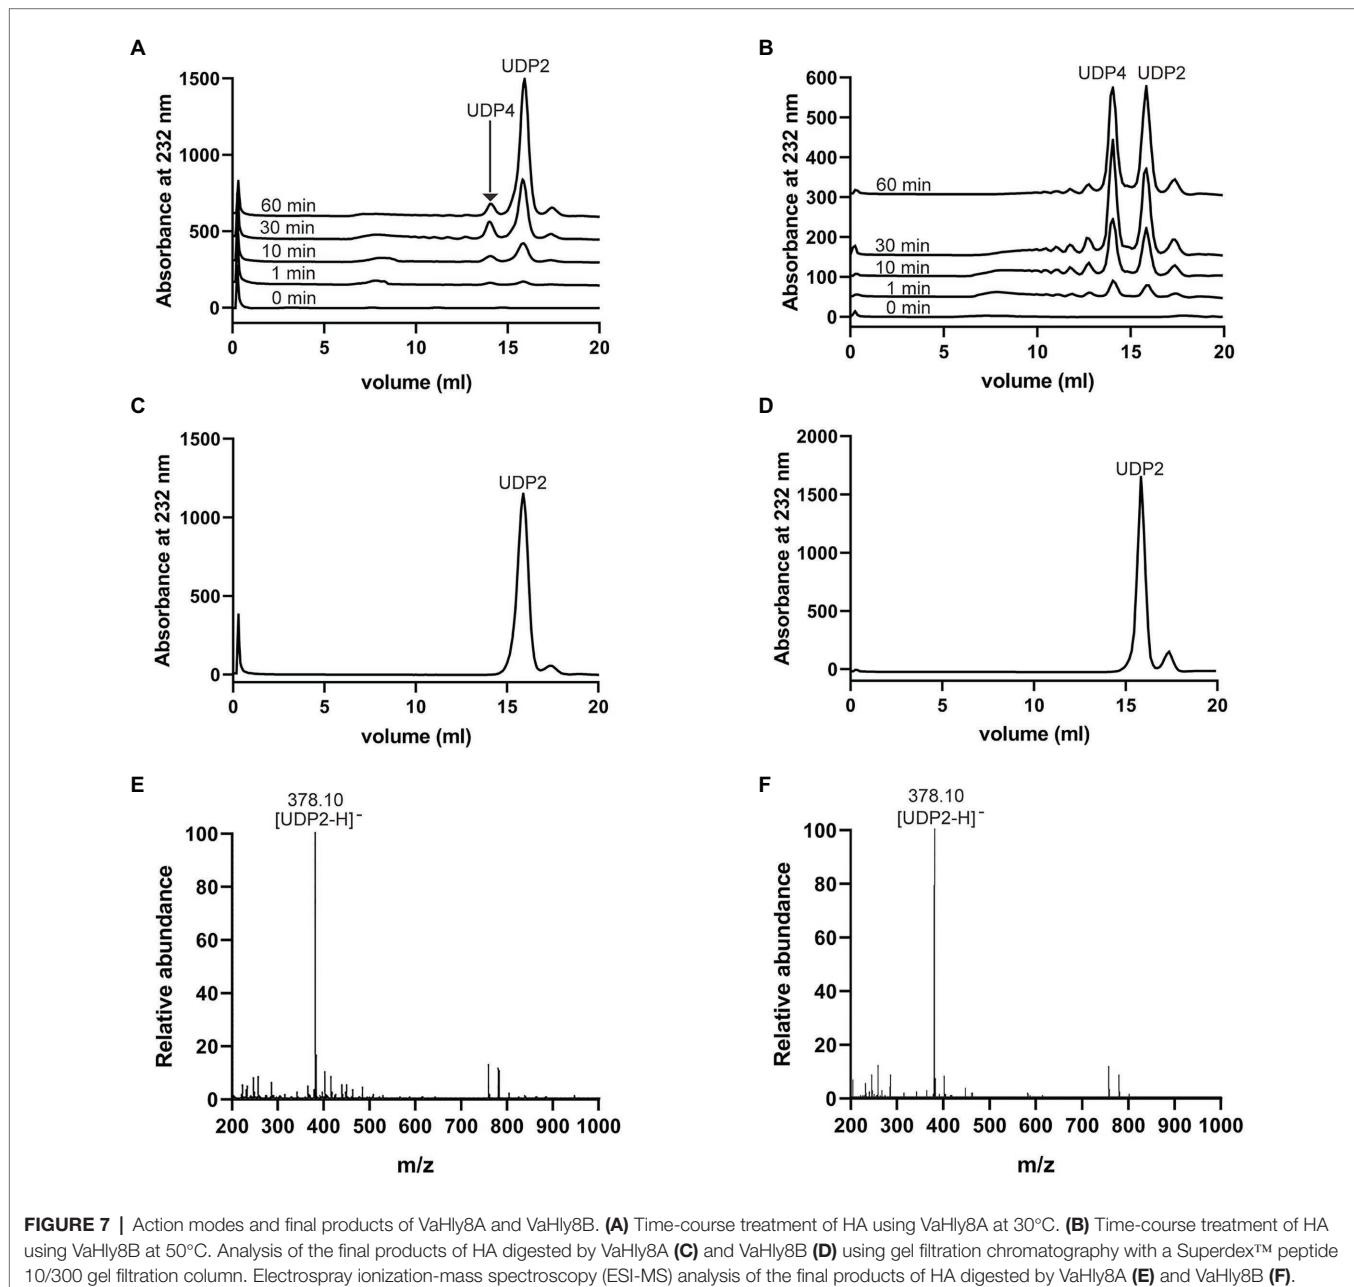 A
Absorbance at 232 nm
1500
1000
500
0
UDP2
UDP4
60 min
30 min
10 min
1 min
0 min
0 5 10 15 20
volume (ml)
B
Absorbance at 232 nm
600
500
400
300
200
100
0
UDP4 UDP2
60 min
30 min
10 min
1 min
0 min
0 5 10 15 20
volume (ml)
C
Absorbance at 232 nm
1500
1000
500
0
UDP2
0 5 10 15 20
volume (ml)
D
Absorbance at 232 nm
2000
1500
1000
500
0
UDP2
0 5 10 15 20
volume (ml)
E
378.10
[UDP2-H]⁻
Relative abundance
100
80
60
40
20
0
200 300 400 500 600 700 800 900 1000
m/z
F
378.10
[UDP2-H]⁻
Relative abundance
100
80
60
40
20
0
200 300 400 500 600 700 800 900 1000
m/z
FIGURE 7 | Action modes and final products of VaHly8A and VaHly8B. (A) Time-course treatment of HA using VaHly8A at 30°C. (B) Time-course treatment of HA
using VaHly8B at 50°C. Analysis of the final products of HA digested by VaHly8A (C) and VaHly8B (D) using gel filtration chromatography with a Superdex™ peptide
10/300 gel filtration column. Electrospray ionization-mass spectroscopy (ESI-MS) analysis of the final products of HA digested by VaHly8A (E) and VaHly8B (F).